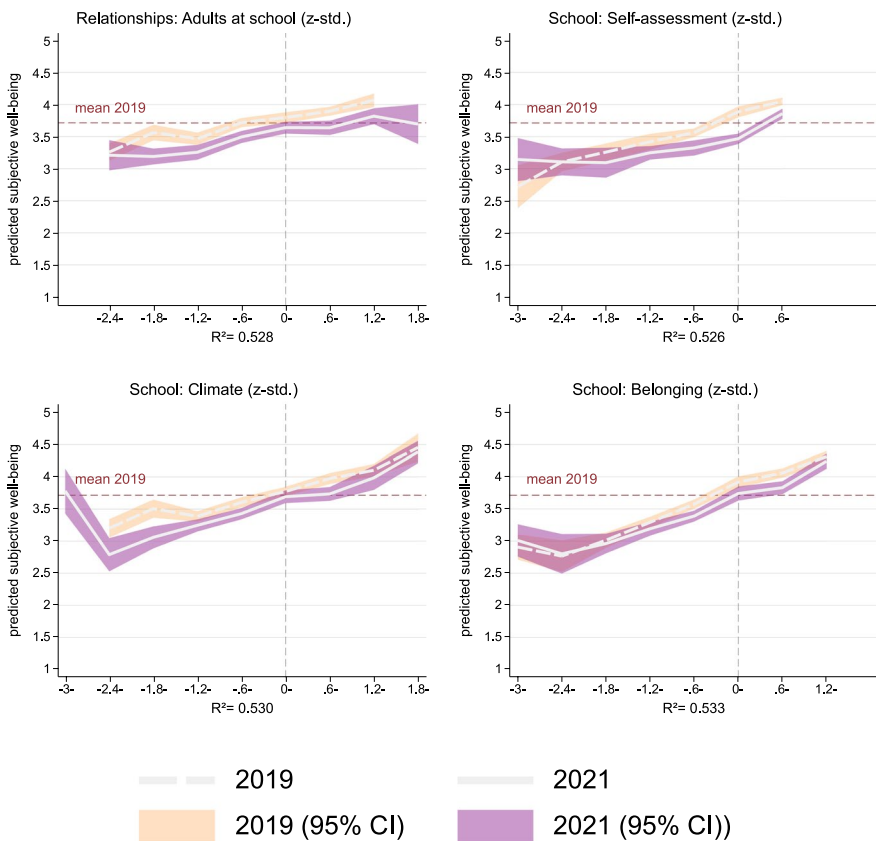 Relationships: Adults at school (z-std.)
predicted subjective well-being
5
4.5
4
3.5
3
2.5
2
1.5
1
mean 2019
-2.4- -1.8- -1.2- -.6- 0- .6- 1.2- 1.8-
R²= 0.528
School: Self-assessment (z-std.)
predicted subjective well-being
5
4.5
4
3.5
3
2.5
2
1.5
1
mean 2019
-3- -2.4- -1.8- -1.2- -.6- 0- .6-
R²= 0.526
School: Climate (z-std.)
predicted subjective well-being
5
4.5
4
3.5
3
2.5
2
1.5
1
mean 2019
-3- -2.4- -1.8- -1.2- -.6- 0- .6- 1.2- 1.8-
R²= 0.530
School: Belonging (z-std.)
predicted subjective well-being
5
4.5
4
3.5
3
2.5
2
1.5
1
mean 2019
-3- -2.4- -1.8- -1.2- -.6- 0- .6- 1.2-
R²= 0.533
2019
2021
2019 (95% CI)
2021 (95% CI))